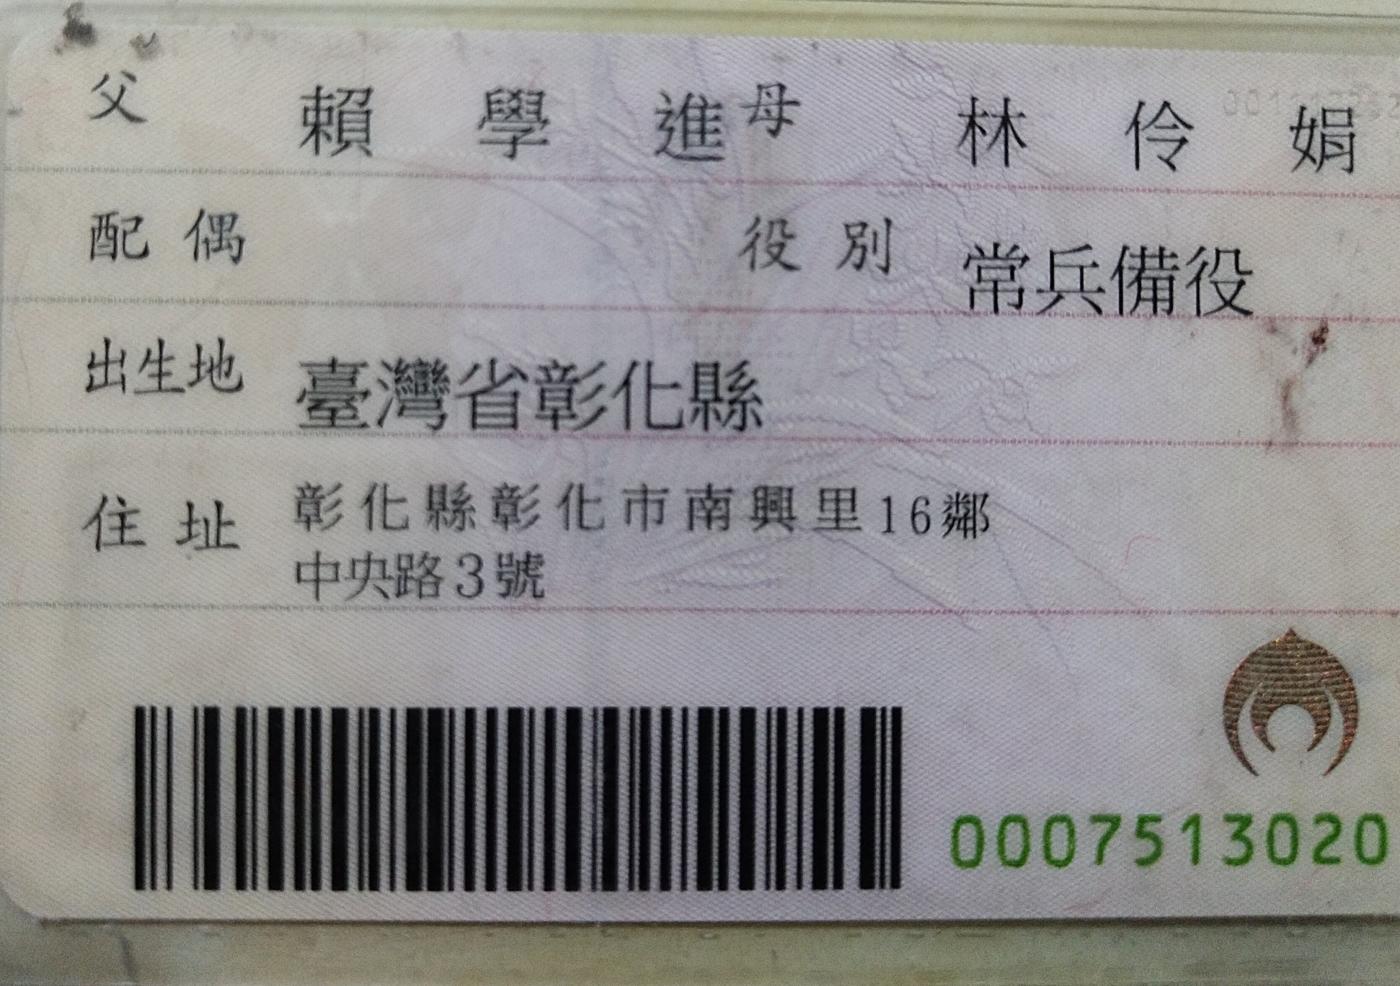 父 賴學進 母 林伶娟
配偶 役別 常兵備役
出生地 臺灣省彰化縣
住址 彰化縣彰化市南興里16鄰
中央路3號
0007513020